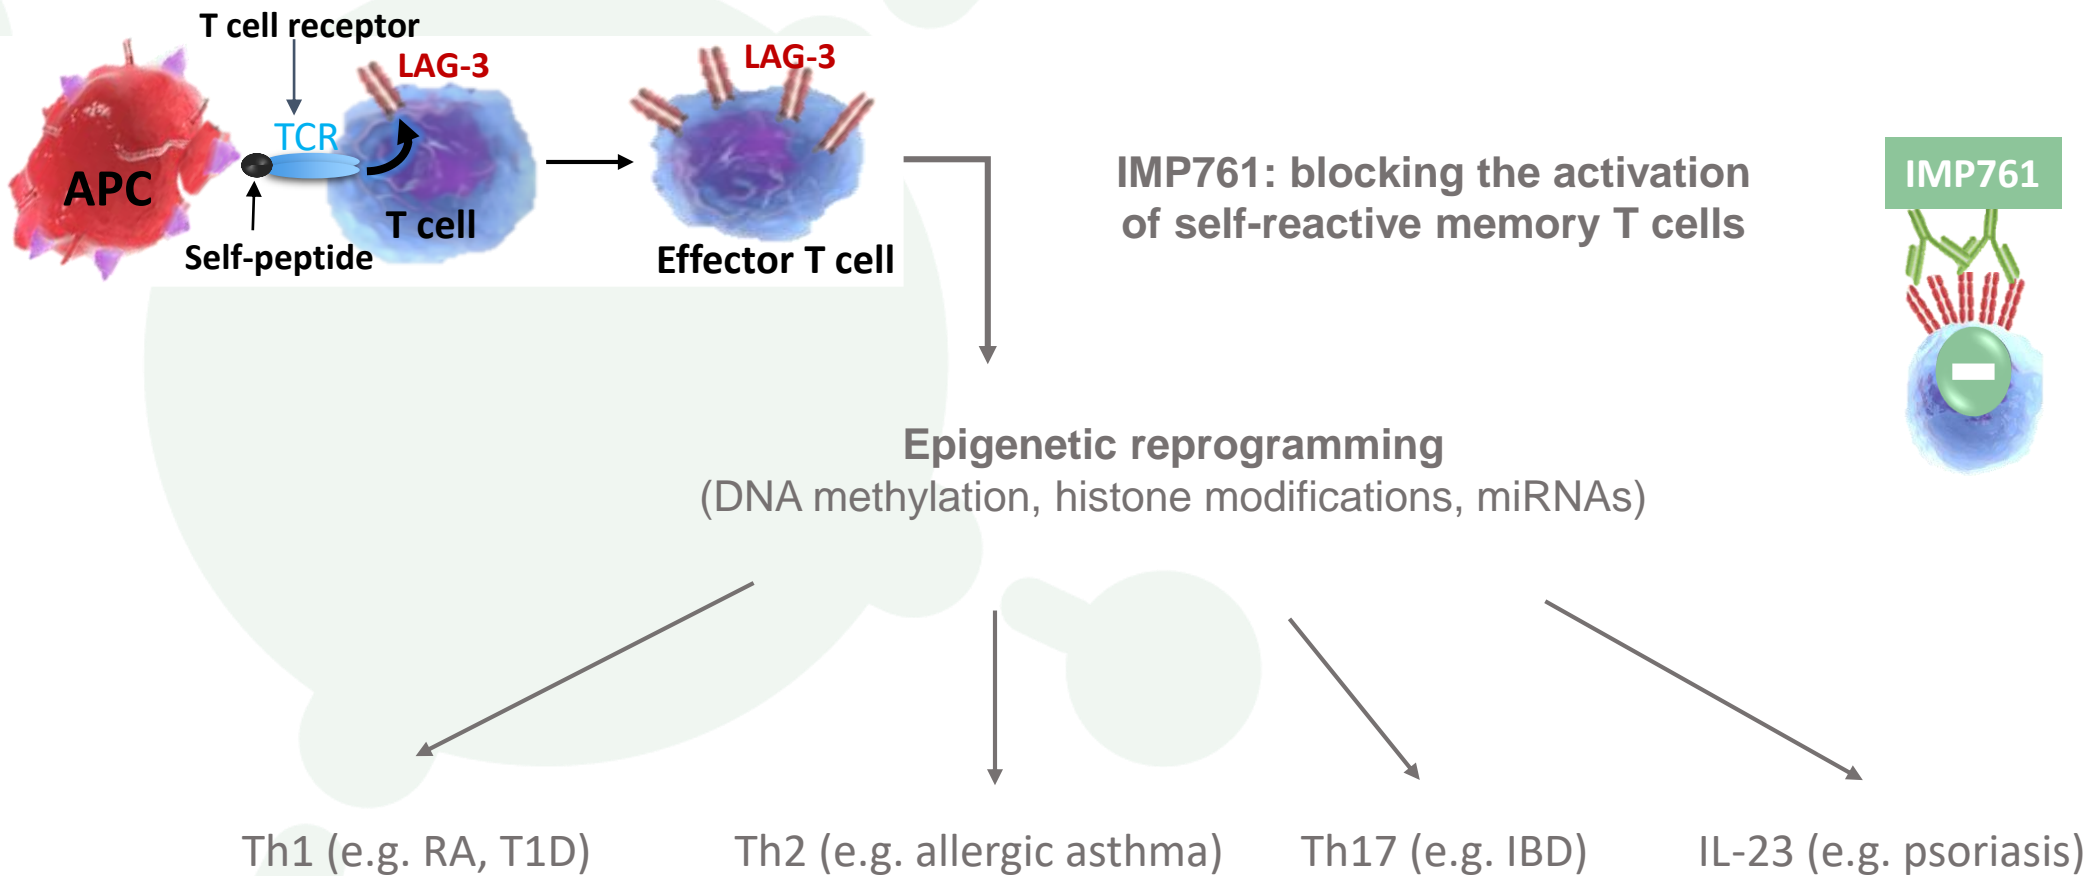 T cell receptor
LAG-3
LAG-3
TCR
APC
T cell
Self-peptide
Effector T cell
IMP761: blocking the activation
of self-reactive memory T cells
IMP761
Epigenetic reprogramming
(DNA methylation, histone modifications, miRNAs)
Th1 (e.g. RA, T1D)
Th2 (e.g. allergic asthma)
Th17 (e.g. IBD)
IL-23 (e.g. psoriasis)